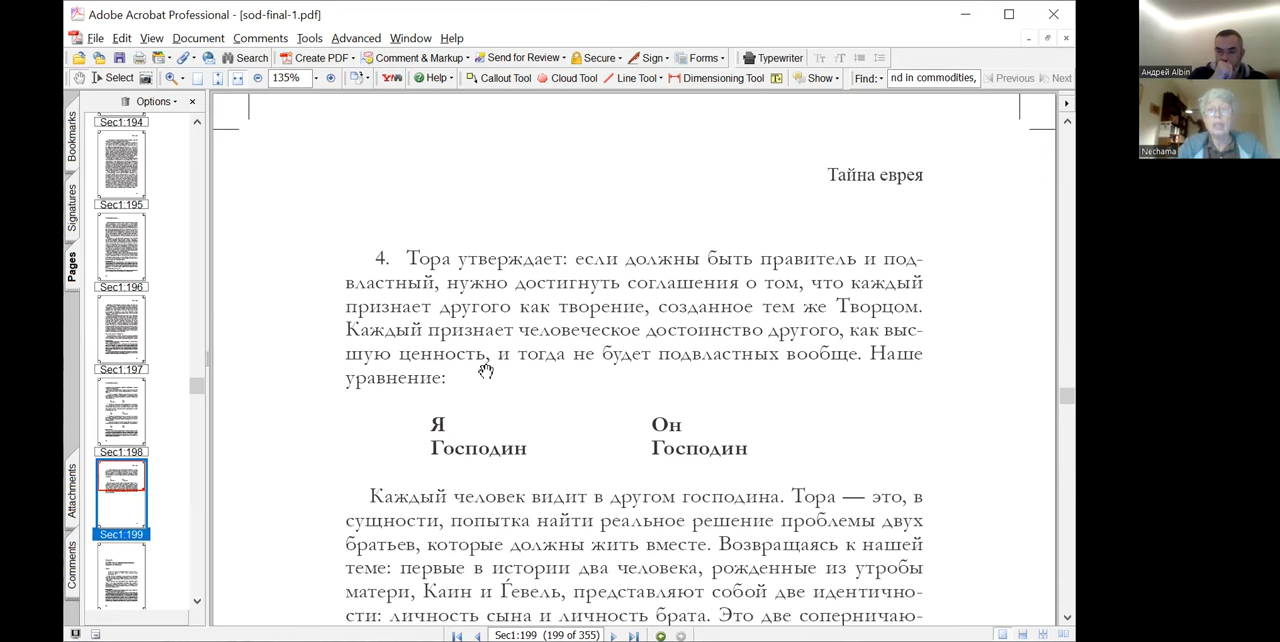 Adobe Acrobat Professional - [sod-final-1.pdf]
File Edit View Document Comments Tools Advanced Window Help
Search Create PDF Comment & Markup Send for Review Secure Sign Forms Typewriter
Select 135% Help Callout Tool Cloud Tool Line Tool Dimensioning Tool Show Find: nd in commodities, Previous Next
Options
Bookmarks
Signatures
Pages
Attachments
Comments
Sec1:194
Sec1:195
Sec1:196
Sec1:197
Sec1:198
Sec1:199
Тайна еврея
4. Тора утверждает: если должны быть правитель и под-
властный, нужно достигнуть соглашения о том, что каждый
признает другого как творение, созданное тем же Творцом.
Каждый признает человеческое достоинство другого, как выс-
шую ценность, и тогда не будет подвластных вообще. Наше
уравнение:
Я Он
Господин Господин
Каждый человек видит в другом господина. Тора — это, в
сущности, попытка найти реальное решение проблемы двух
братьев, которые должны жить вместе. Возвращаясь к нашей
теме: первые в истории два человека, рожденные из утробы
матери, Каин и Ѓевель, представляют собой две идентично-
сти: личность сына и личность брата. Это две соперничаю-
Sec1:199 (199 of 355)
Андрей Albin
Nechama